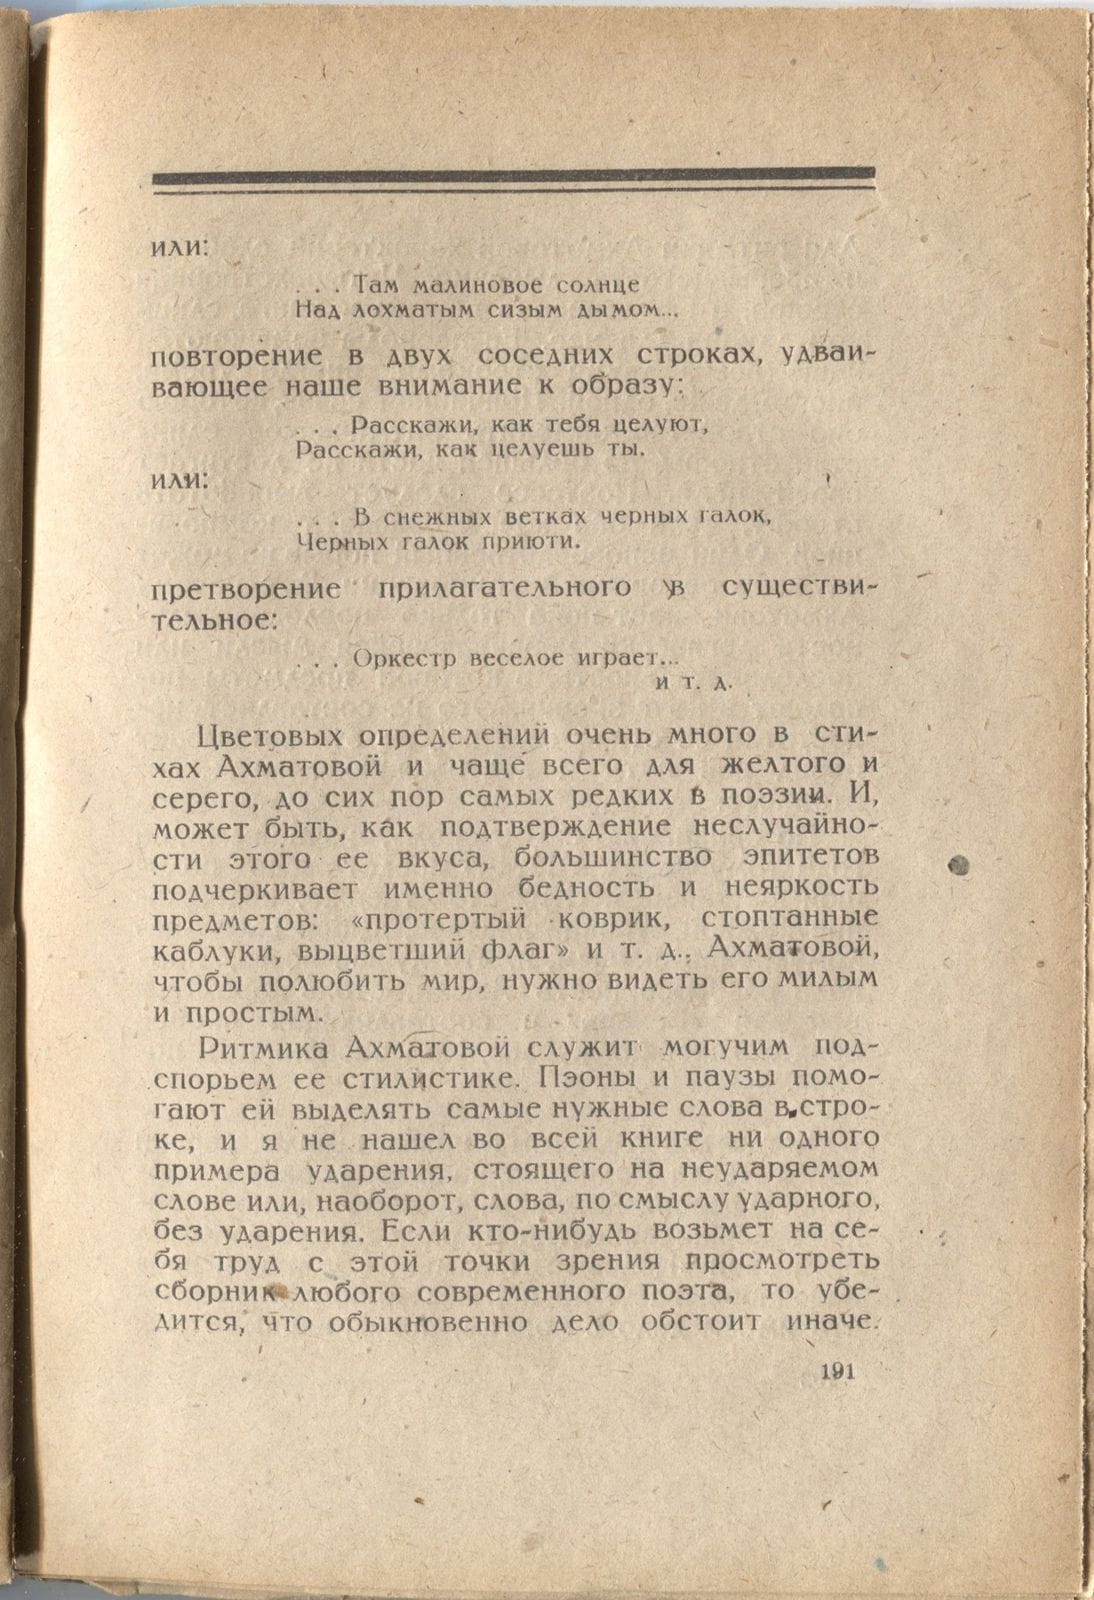 или:
. . . Там малиновое солнце
Над лохматым сизым дымом...
повторение в двух соседних строках, удваи-
вающее наше внимание к образу:
. . . Расскажи, как тебя целуют,
Расскажи, как целуешь ты.
или:
. . . В снежных ветках черных галок,
Черных галок приюти.
претворение прилагательного в существи-
тельное:
. . . Оркестр веселое играет...
и т. д.
Цветовых определений очень много в сти-
хах Ахматовой и чаще всего для желтого и
серого, до сих пор самых редких в поэзии. И,
может быть, как подтверждение неслучайно-
сти этого ее вкуса, большинство эпитетов
подчеркивает именно бедность и неяркость
предметов: «протертый коврик, стоптанные
каблуки, выцветший флаг» и т. д., Ахматовой,
чтобы полюбить мир, нужно видеть его милым
и простым.
Ритмика Ахматовой служит могучим под-
спорьем ее стилистике. Пэоны и паузы помо-
гают ей выделять самые нужные слова в стро-
ке, и я не нашел во всей книге ни одного
примера ударения, стоящего на неударяемом
слове или, наоборот, слова, по смыслу ударного,
без ударения. Если кто-нибудь возьмет на се-
бя труд с этой точки зрения просмотреть
сборник любого современного поэта, то убе-
дится, что обыкновенно дело обстоит иначе.
191